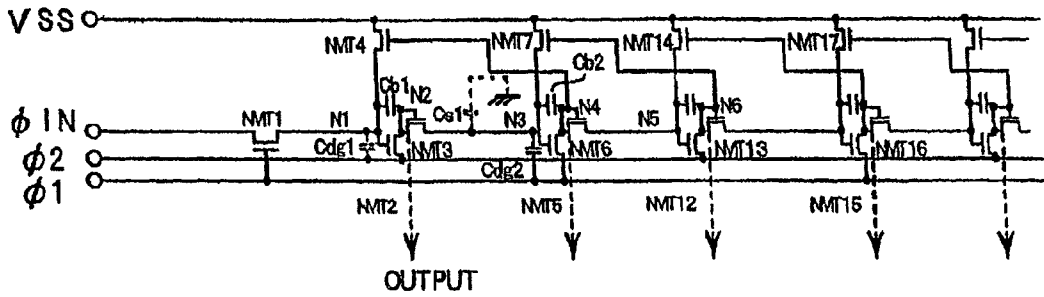 VSS
NMT4 NMT7 NMT14 NMT17
Cb1 N2 Cb2
Cs1 N4 N6
ϕIN NMT1 N1 N3 N5
Cdg1 NMT3 NMT6 NMT13 NMT16
ϕ2 Cdg2
ϕ1
NMT2 NMT5 NMT12 NMT15
OUTPUT